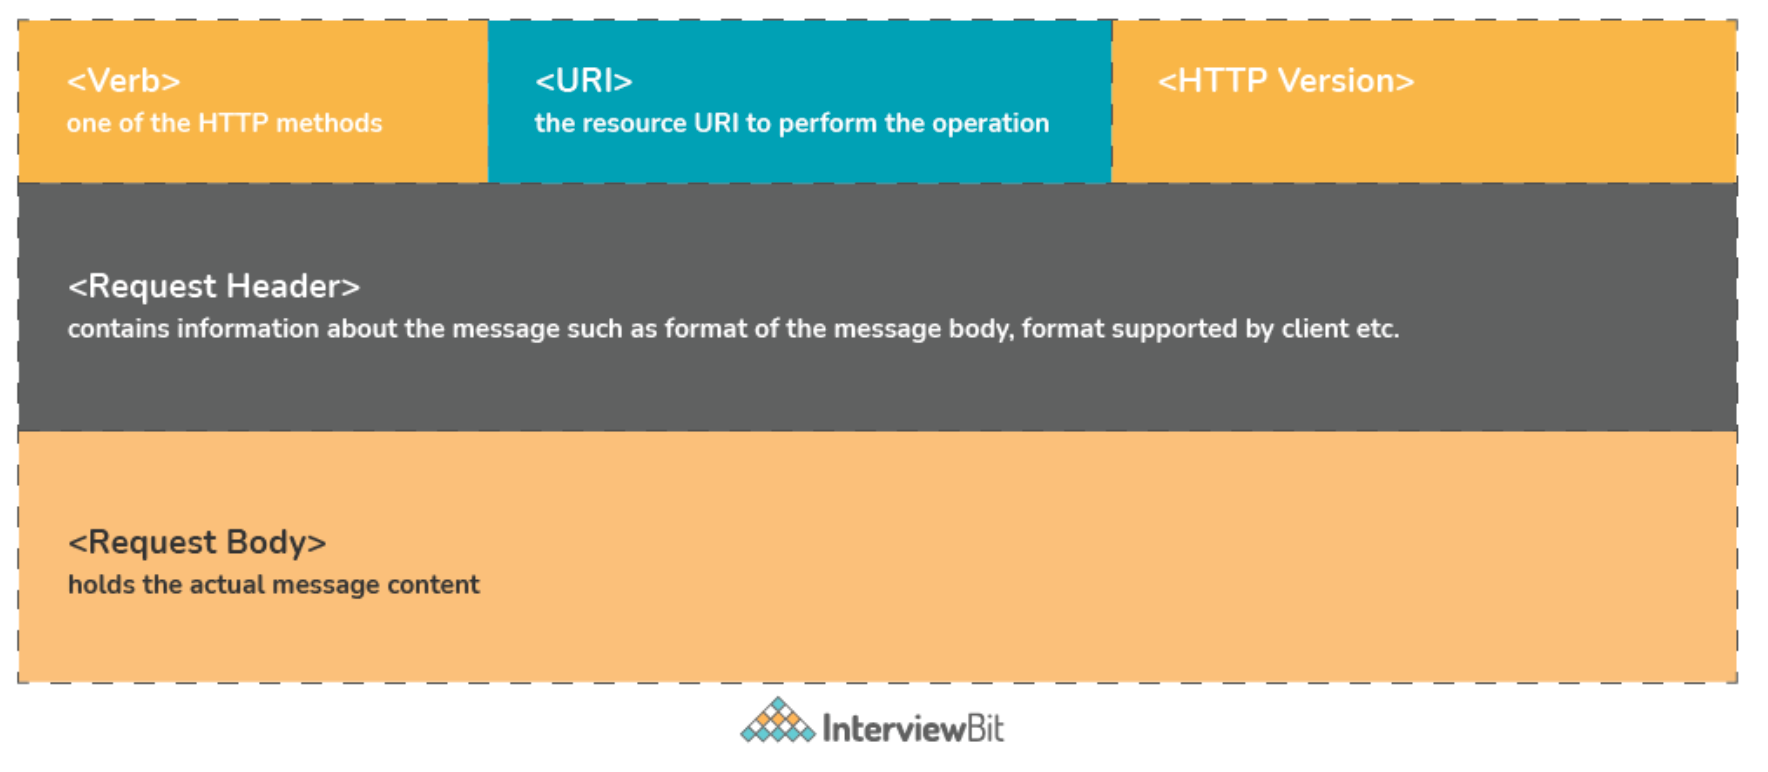 <Verb>
one of the HTTP methods
<URI>
the resource URI to perform the operation
<HTTP Version>
<Request Header>
contains information about the message such as format of the message body, format supported by client etc.
<Request Body>
holds the actual message content
InterviewBit